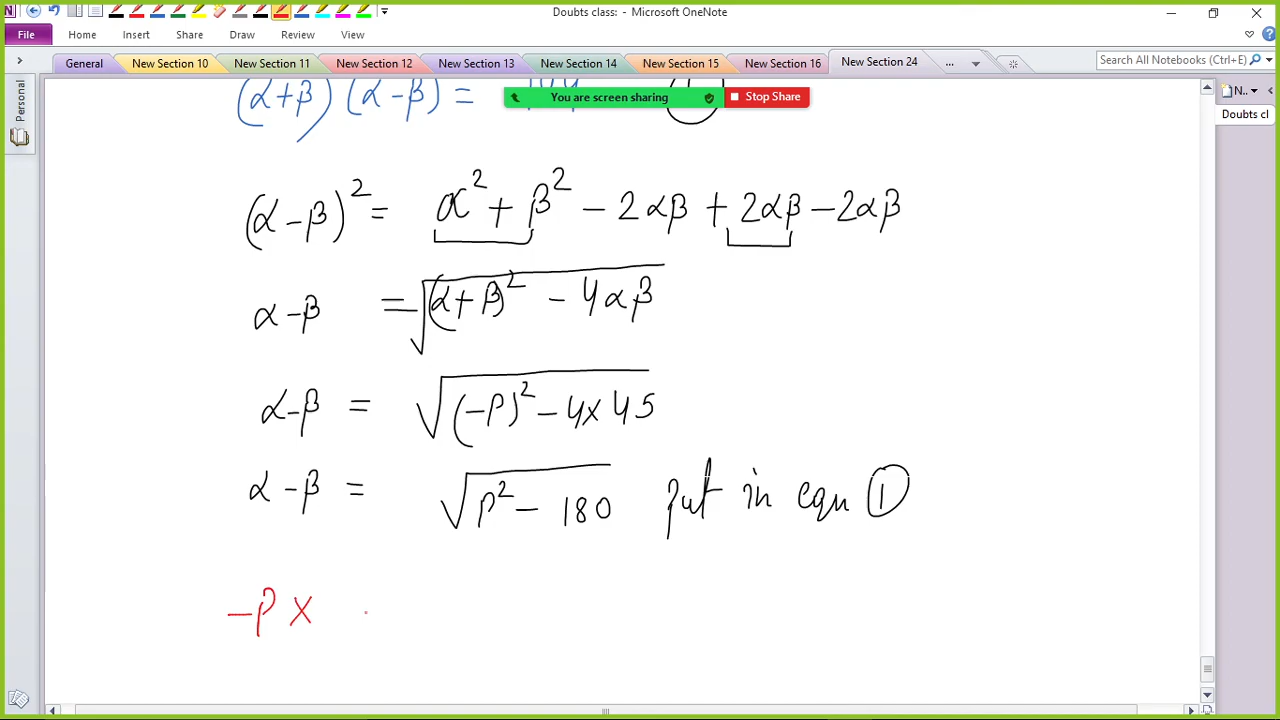 Doubts class: - Microsoft OneNote
File Home Insert Share Draw Review View
General New Section 10 New Section 11 New Section 12 New Section 13 New Section 14 New Section 15 New Section 16 New Section 24 ... Search All Notebooks (Ctrl+E)
Personal
N..
Doubts cl
You are screen sharing Stop Share
(α+β) (α-β) =
(α-β)² = α² + β² - 2αβ + 2αβ - 2αβ
α-β = √(α+β)² - 4αβ
α-β = √(-P)² - 4x45
α-β = √P² - 180 put in equn ①
-P x